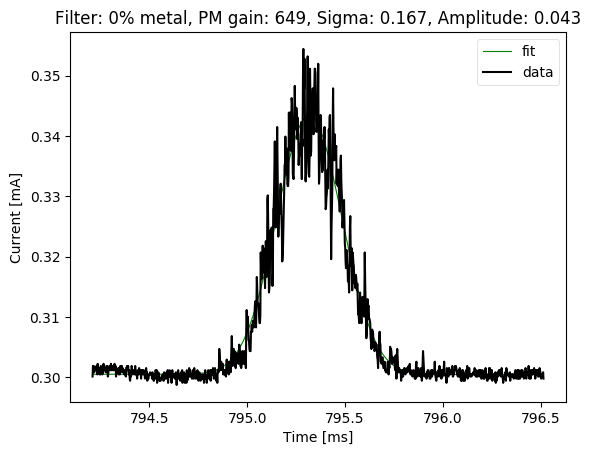 Filter: 0% metal, PM gain: 649, Sigma: 0.167, Amplitude: 0.043
fit
data
Current [mA]
0.35
0.34
0.33
0.32
0.31
0.30
794.5 795.0 795.5 796.0 796.5
Time [ms]